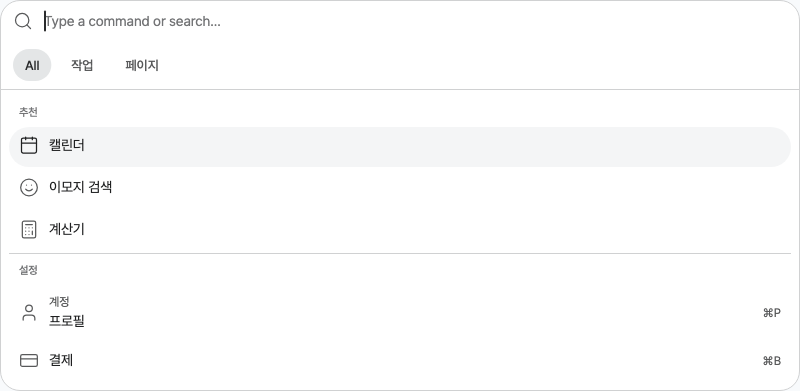 Type a command or search...
All 작업 페이지
추천
캘린더
이모지 검색
계산기
설정
계정
프로필 ⌘P
결제 ⌘B